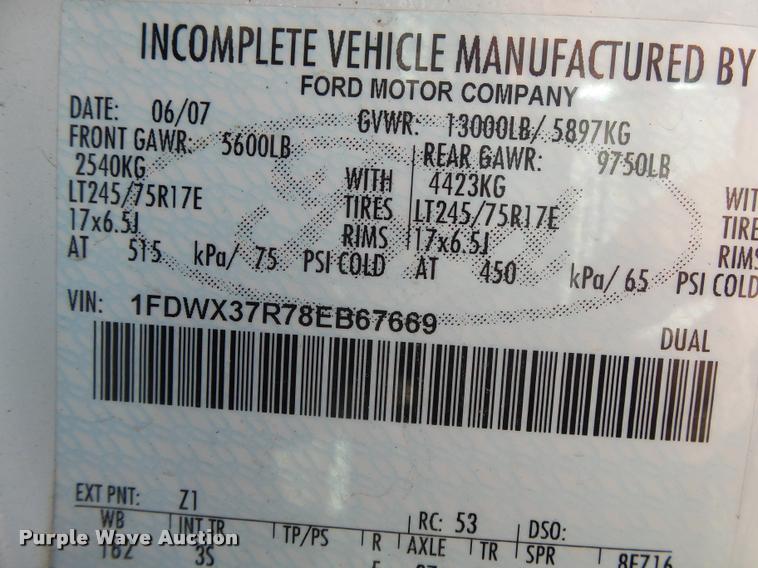 INCOMPLETE VEHICLE MANUFACTURED BY
FORD MOTOR COMPANY
DATE: 06/07 GVWR: 13000LB/ 5897KG
FRONT GAWR: 5600LB REAR GAWR: 9750LB
2540KG WITH 4423KG WIT
LT245/75R17E TIRES LT245/75R17E TIRE
17x6.5J RIMS 17x6.5J RIMS
AT 515 kPa/ 75 PSI COLD AT 450 kPa/ 65 PSI COLD
VIN: 1FDWX37R78EB67669
DUAL
EXT PNT: Z1 RC: 53 DSO:
WB INT TR TP/PS R AXLE TR SPR 8F716
162 3S
Purple Wave Auction